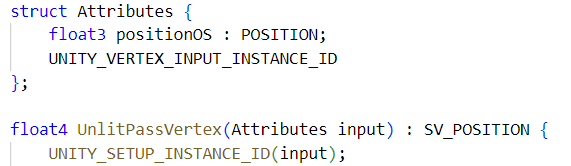 struct Attributes {
    float3 positionOS : POSITION;
    UNITY_VERTEX_INPUT_INSTANCE_ID
};

float4 UnlitPassVertex(Attributes input) : SV_POSITION {
    UNITY_SETUP_INSTANCE_ID(input);